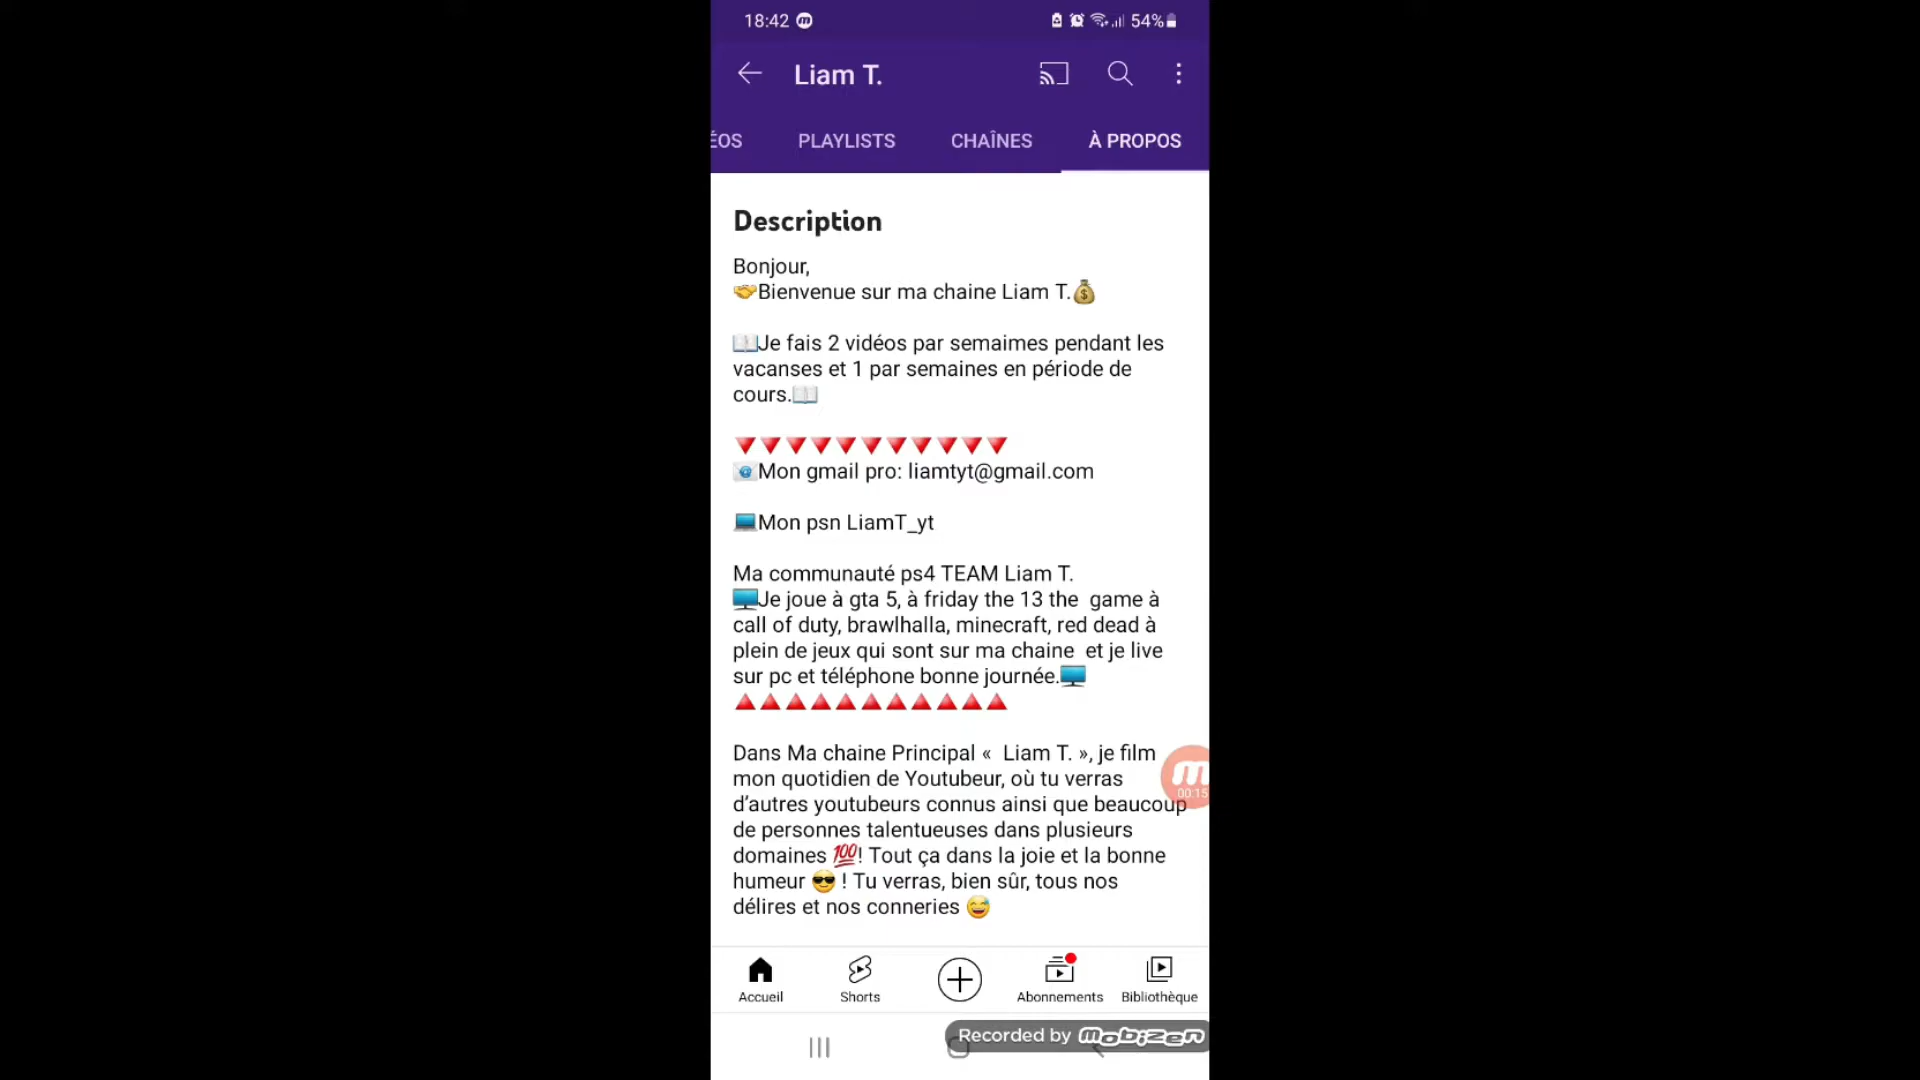 18:42 54%
Liam T.
ÉOS PLAYLISTS CHAÎNES À PROPOS
Description
Bonjour,
🤝Bienvenue sur ma chaine Liam T.💰
📖Je fais 2 vidéos par semaimes pendant les
vacanses et 1 par semaines en période de
cours.📖
🔻🔻🔻🔻🔻🔻🔻🔻🔻🔻🔻
📧Mon gmail pro: liamtyt@gmail.com
💻Mon psn LiamT_yt
Ma communauté ps4 TEAM Liam T.
🖥Je joue à gta 5, à friday the 13 the  game à
call of duty, brawlhalla, minecraft, red dead à
plein de jeux qui sont sur ma chaine  et je live
sur pc et téléphone bonne journée.🖥
🔺🔺🔺🔺🔺🔺🔺🔺🔺🔺🔺
Dans Ma chaine Principal «  Liam T. », je film
mon quotidien de Youtubeur, où tu verras
d’autres youtubeurs connus ainsi que beaucoup
de personnes talentueuses dans plusieurs
domaines 💯! Tout ça dans la joie et la bonne
humeur 😎 ! Tu verras, bien sûr, tous nos
délires et nos conneries 😅
00:15
Accueil Shorts Abonnements Bibliothèque
Recorded by mobizen